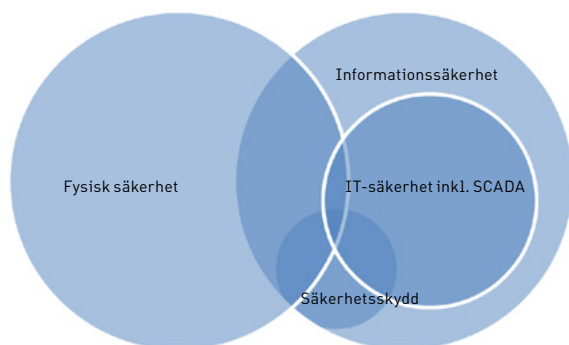 Informationssäkerhet
Fysisk säkerhet
IT-säkerhet inkl. SCADA
Säkerhetsskydd